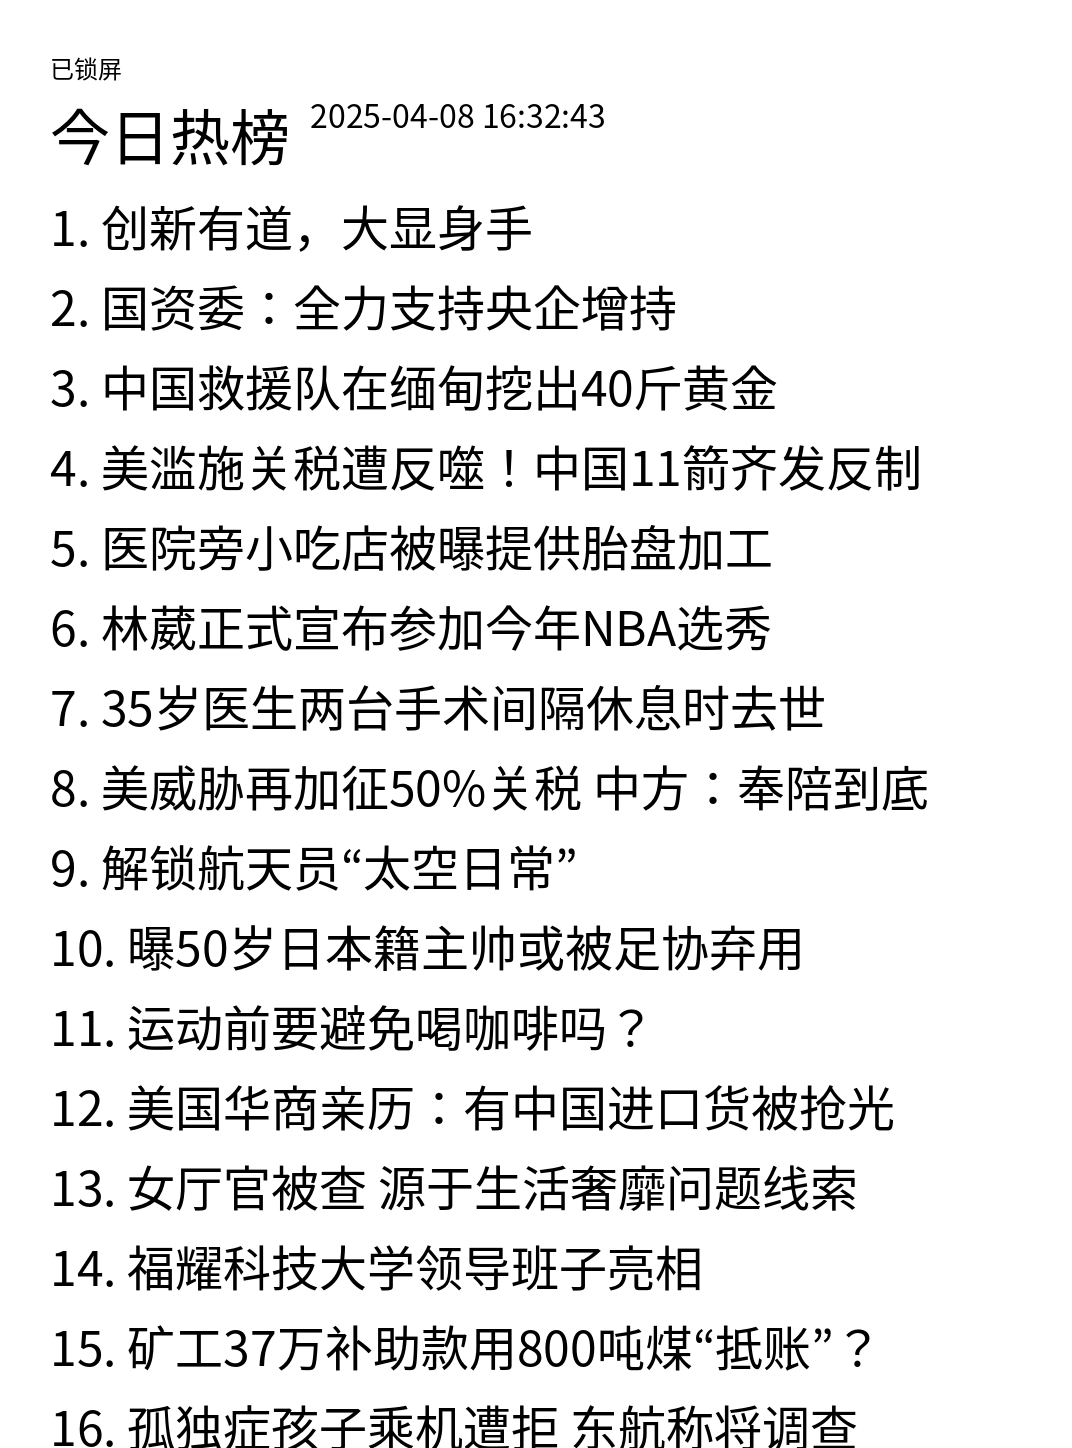 已锁屏
今日热榜 2025-04-08 16:32:43
1. 创新有道，大显身手
2. 国资委：全力支持央企增持
3. 中国救援队在缅甸挖出40斤黄金
4. 美滥施关税遭反噬！中国11箭齐发反制
5. 医院旁小吃店被曝提供胎盘加工
6. 林葳正式宣布参加今年NBA选秀
7. 35岁医生两台手术间隔休息时去世
8. 美威胁再加征50%关税 中方：奉陪到底
9. 解锁航天员“太空日常”
10. 曝50岁日本籍主帅或被足协弃用
11. 运动前要避免喝咖啡吗？
12. 美国华商亲历：有中国进口货被抢光
13. 女厅官被查 源于生活奢靡问题线索
14. 福耀科技大学领导班子亮相
15. 矿工37万补助款用800吨煤“抵账”？
16. 孤独症孩子乘机遭拒 东航称将调查